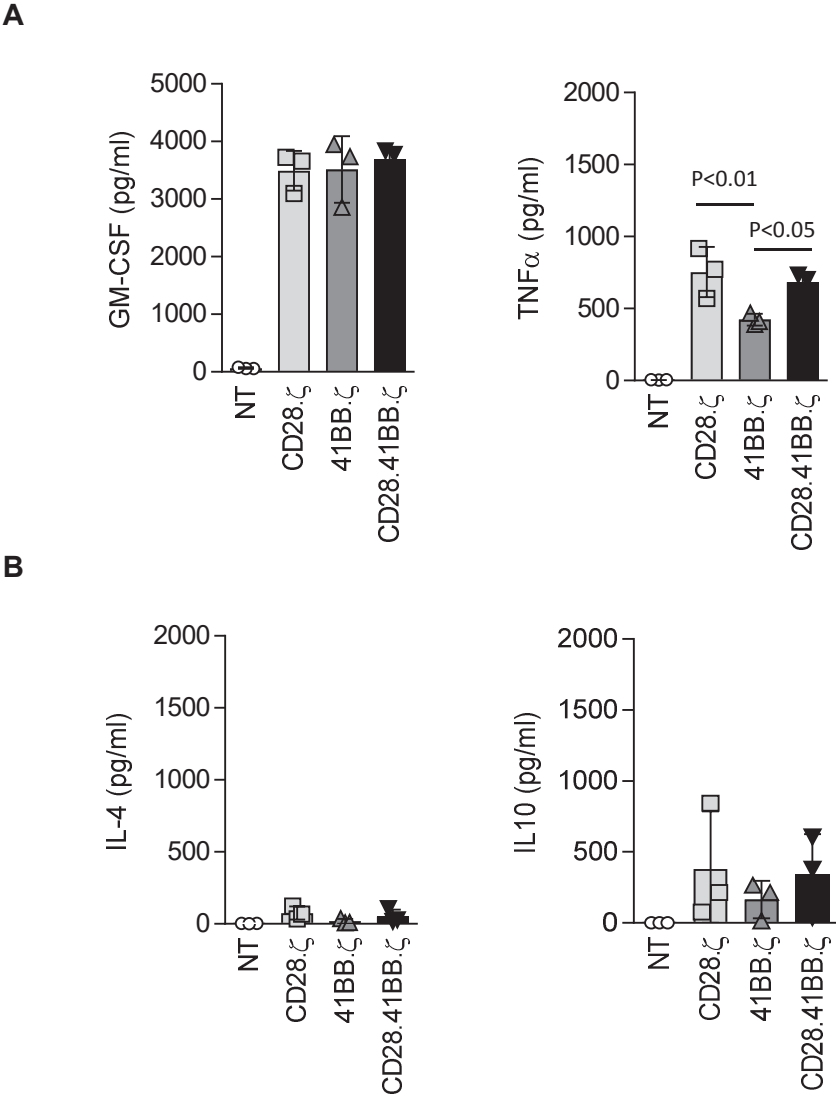 A
GM-CSF (pg/ml)
5000
4000
3000
2000
1000
0
NT
CD28.ζ
41BB.ζ
CD28.41BB.ζ
TNFα (pg/ml)
2000
1500
1000
500
0
P<0.01
P<0.05
NT
CD28.ζ
41BB.ζ
CD28.41BB.ζ
B
IL-4 (pg/ml)
2000
1500
1000
500
0
NT
CD28.ζ
41BB.ζ
CD28.41BB.ζ
IL10 (pg/ml)
2000
1500
1000
500
0
NT
CD28.ζ
41BB.ζ
CD28.41BB.ζ